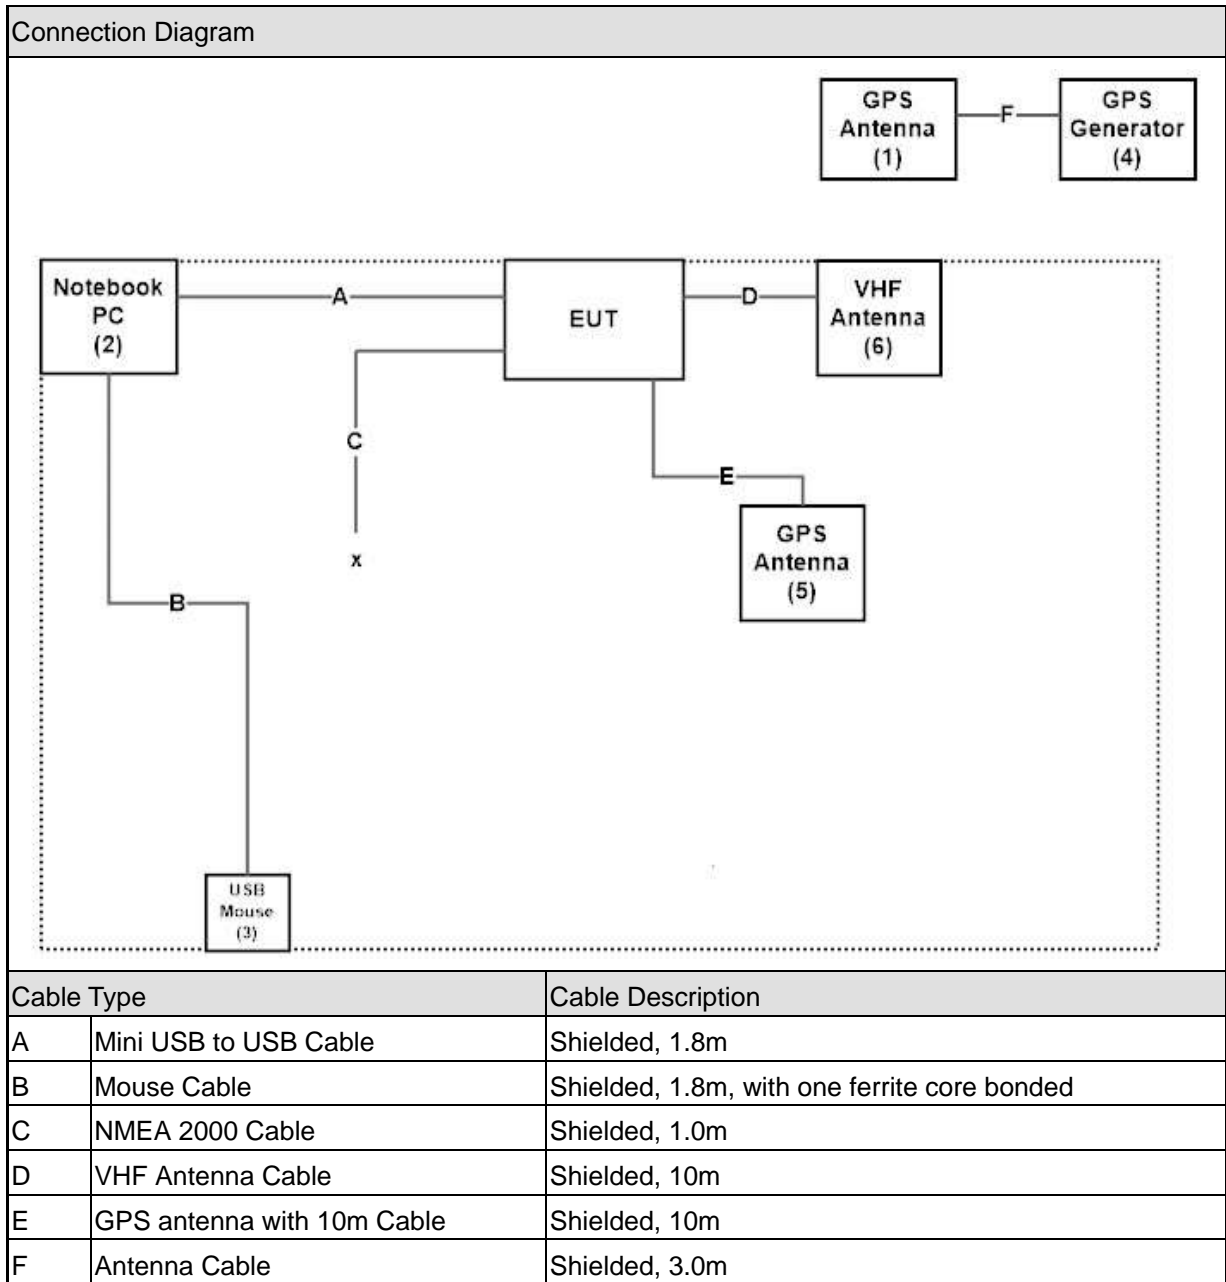 Connection Diagram
GPS
Antenna
(1)
F
GPS
Generator
(4)
Notebook
PC
(2)
A
EUT
D
VHF
Antenna
(6)
C
x
E
GPS
Antenna
(5)
B
USB
Mouse
(3)
Cable Type Cable Description
A Mini USB to USB Cable Shielded, 1.8m
B Mouse Cable Shielded, 1.8m, with one ferrite core bonded
C NMEA 2000 Cable Shielded, 1.0m
D VHF Antenna Cable Shielded, 10m
E GPS antenna with 10m Cable Shielded, 10m
F Antenna Cable Shielded, 3.0m